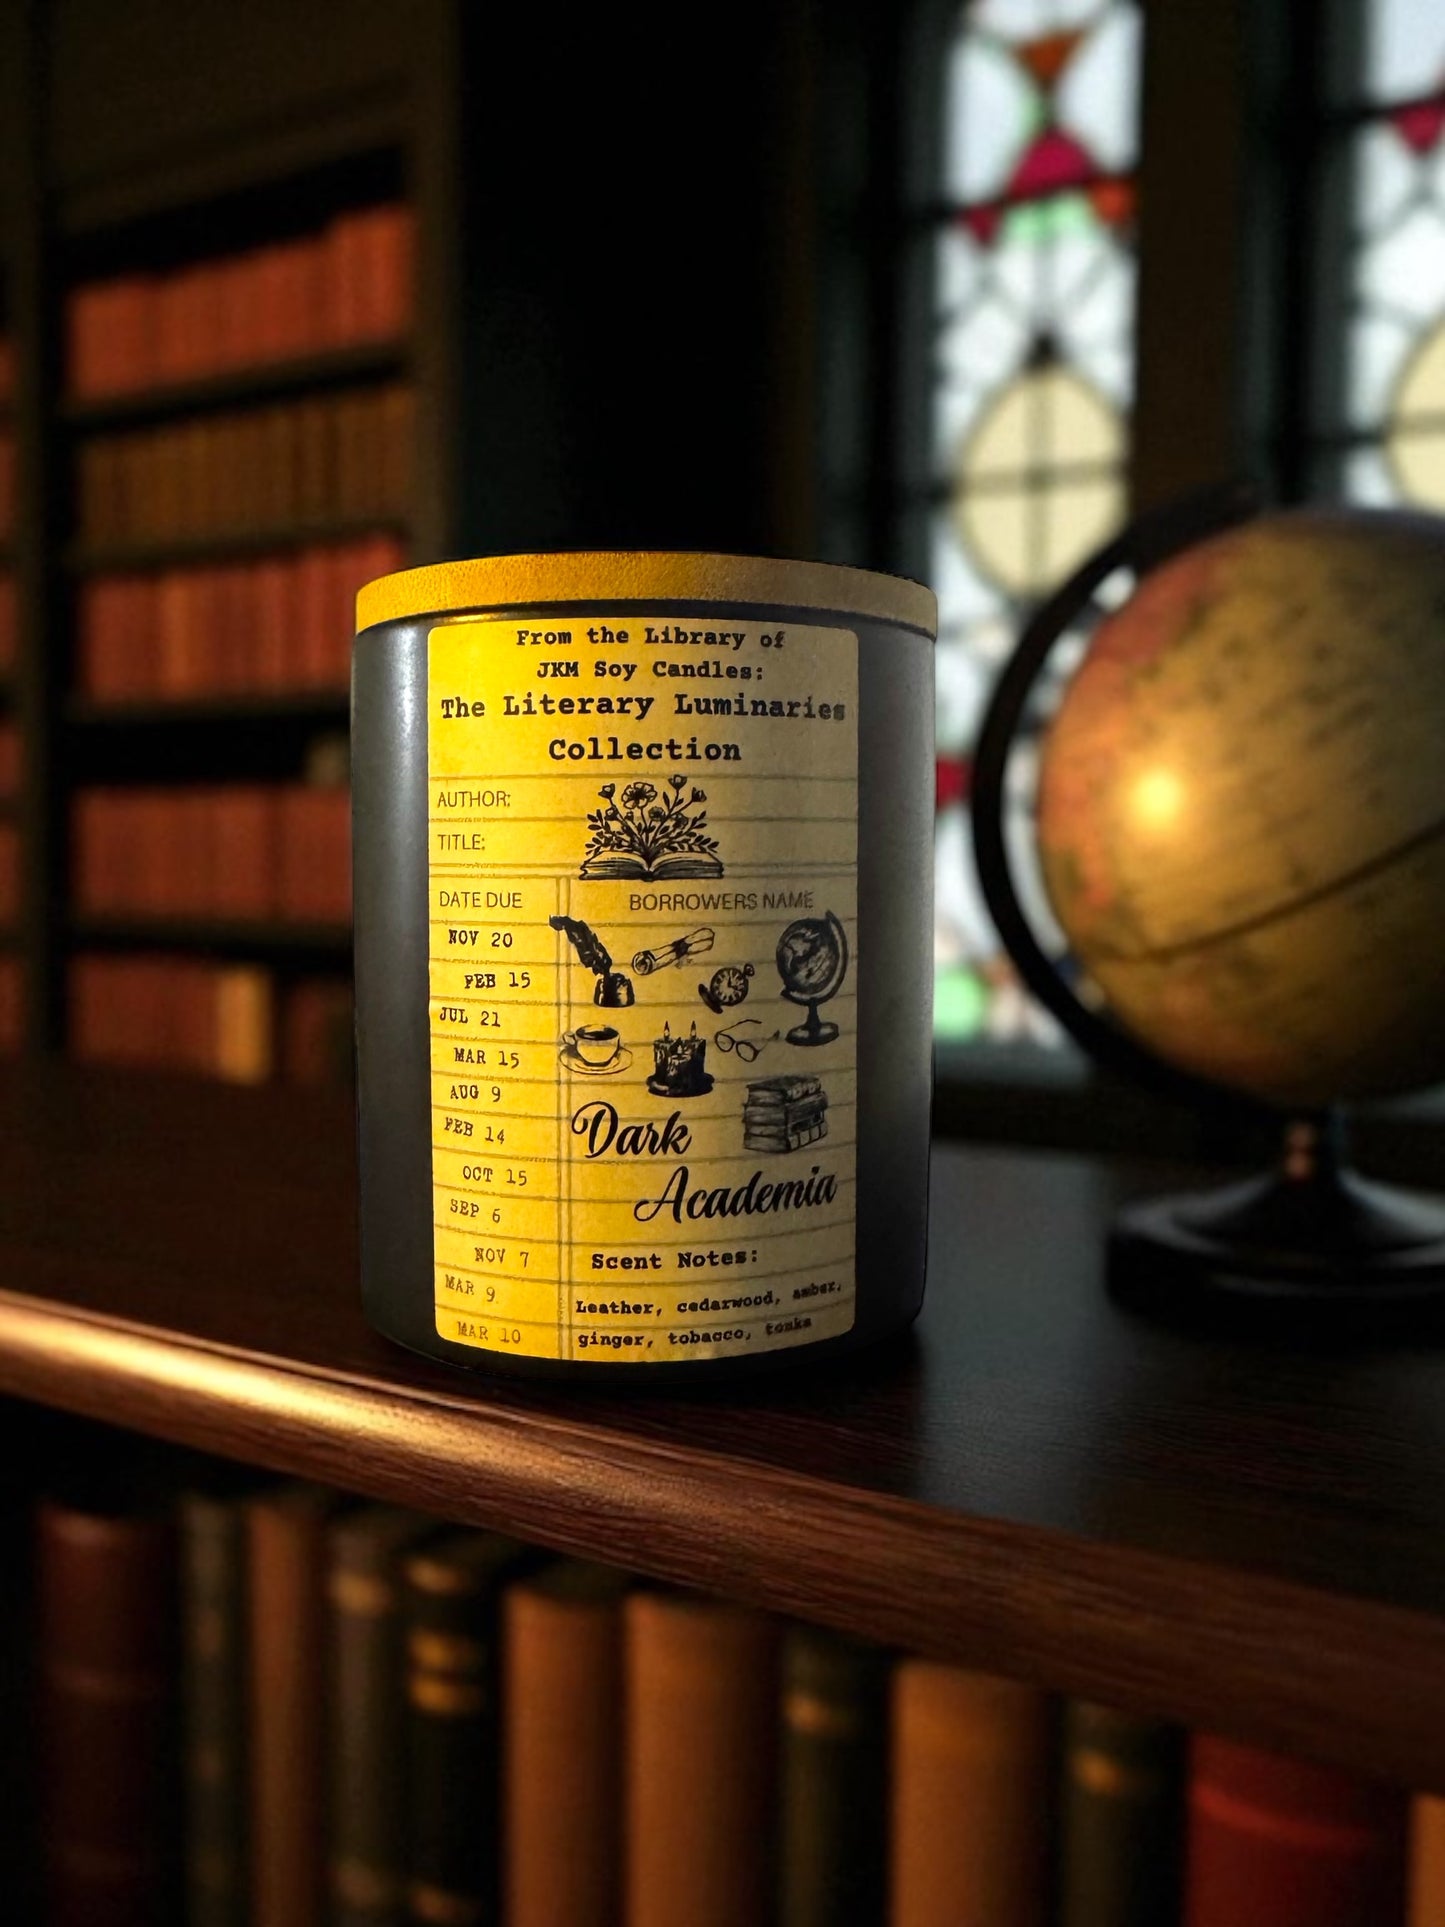 From the Library of
JKM Soy Candles:
The Literary Luminaries
Collection
AUTHOR:
TITLE:
DATE DUE BORROWERS NAME
NOV 20
FEB 15
JUL 21
MAR 15
AUG 9
FEB 14
OCT 15
SEP 6
NOV 7
MAR 9
MAR 10
Dark
Academia
Scent Notes:
Leather, cedarwood, amber,
ginger, tobacco, tonka